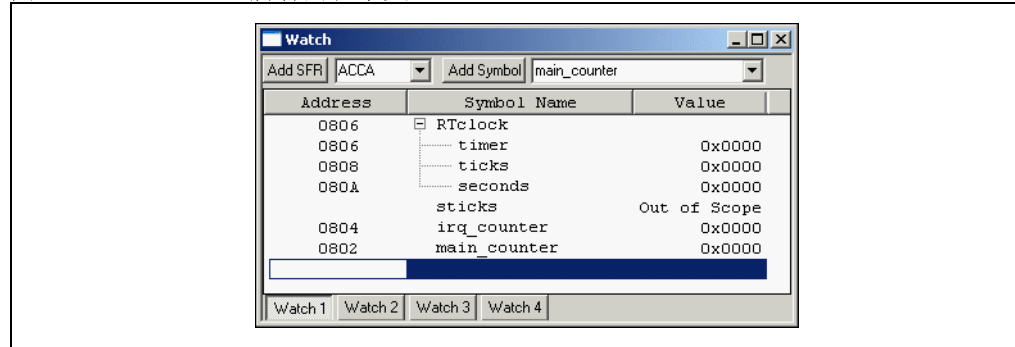 Watch
Add SFR ACCA Add Symbol main_counter
Address Symbol Name Value
0806 RTclock
0806 timer 0x0000
0808 ticks 0x0000
080A seconds 0x0000
sticks Out of Scope
0804 irq_counter 0x0000
0802 main_counter 0x0000
Watch 1 Watch 2 Watch 3 Watch 4